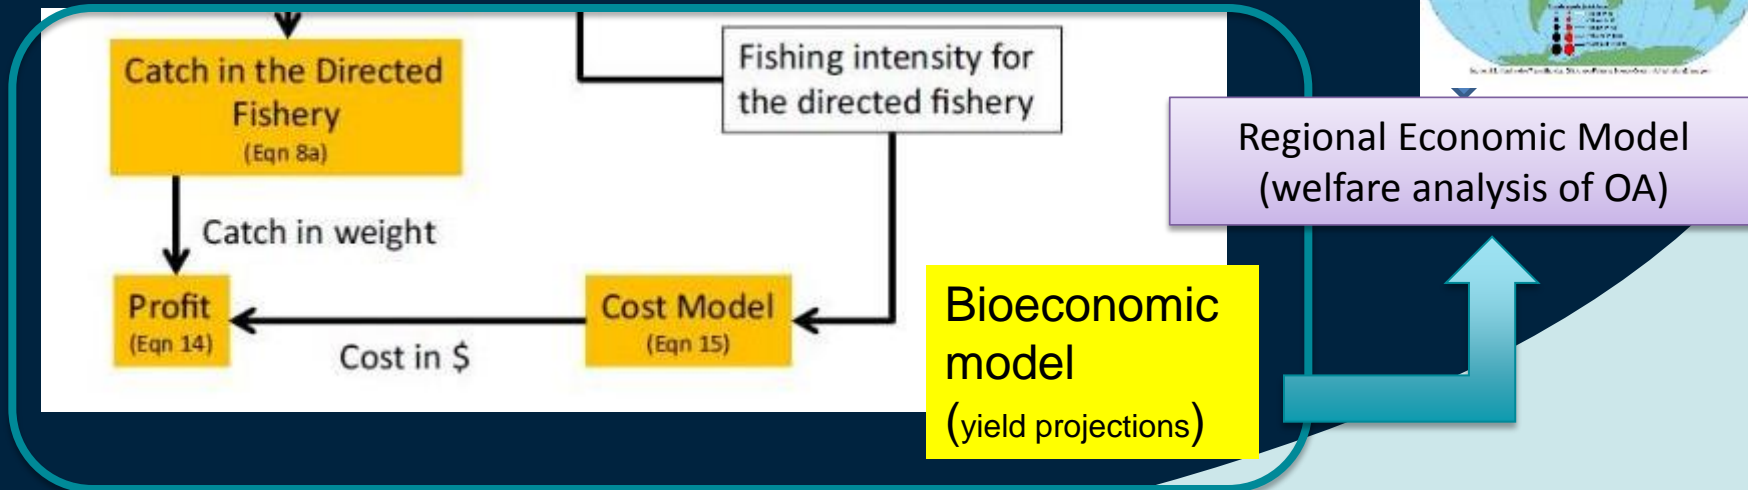 Catch in the Directed
Fishery
(Eqn 8a)
Fishing intensity for
the directed fishery
Regional Economic Model
(welfare analysis of OA)
Catch in weight
Profit
(Eqn 14)
Cost Model
(Eqn 15)
Cost in $
Bioeconomic
model
(yield projections)